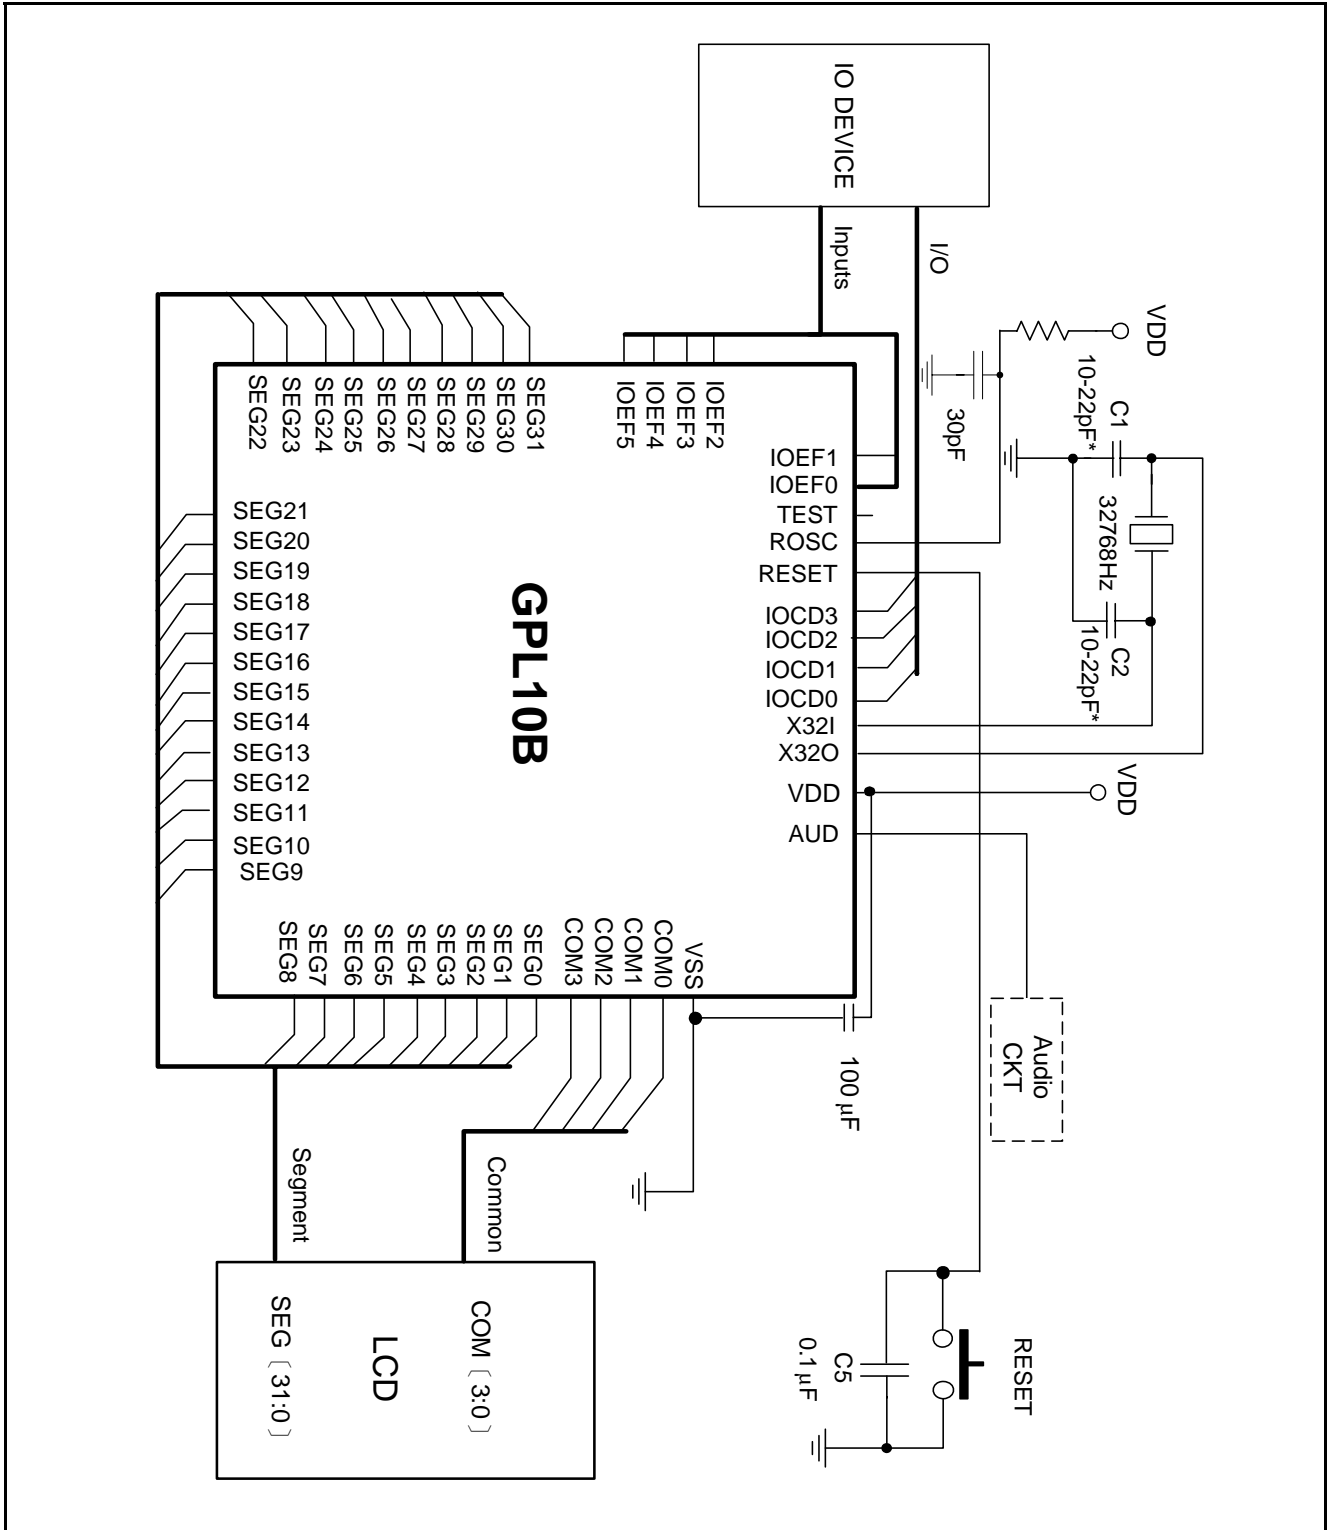 IO DEVICE
Inputs
I/O
VDD
10-22pF*
C1
30pF
32768Hz
C2
10-22pF*
SEG22
SEG23
SEG24
SEG25
SEG26
SEG27
SEG28
SEG29
SEG30
SEG31
IOEF5
IOEF4
IOEF3
IOEF2
IOEF1
IOEF0
TEST
ROSC
RESET
IOCD3
IOCD2
IOCD1
IOCD0
X32I
X32O
VDD
AUD
VDD
SEG21
SEG20
SEG19
SEG18
SEG17
SEG16
SEG15
SEG14
SEG13
SEG12
SEG11
SEG10
SEG9
GPL10B
SEG8
SEG7
SEG6
SEG5
SEG4
SEG3
SEG2
SEG1
SEG0
COM3
COM2
COM1
COM0
VSS
100 µF
Audio
CKT
Segment
Common
SEG〔31:0〕
LCD
COM〔3:0〕
0.1µF
C5
RESET